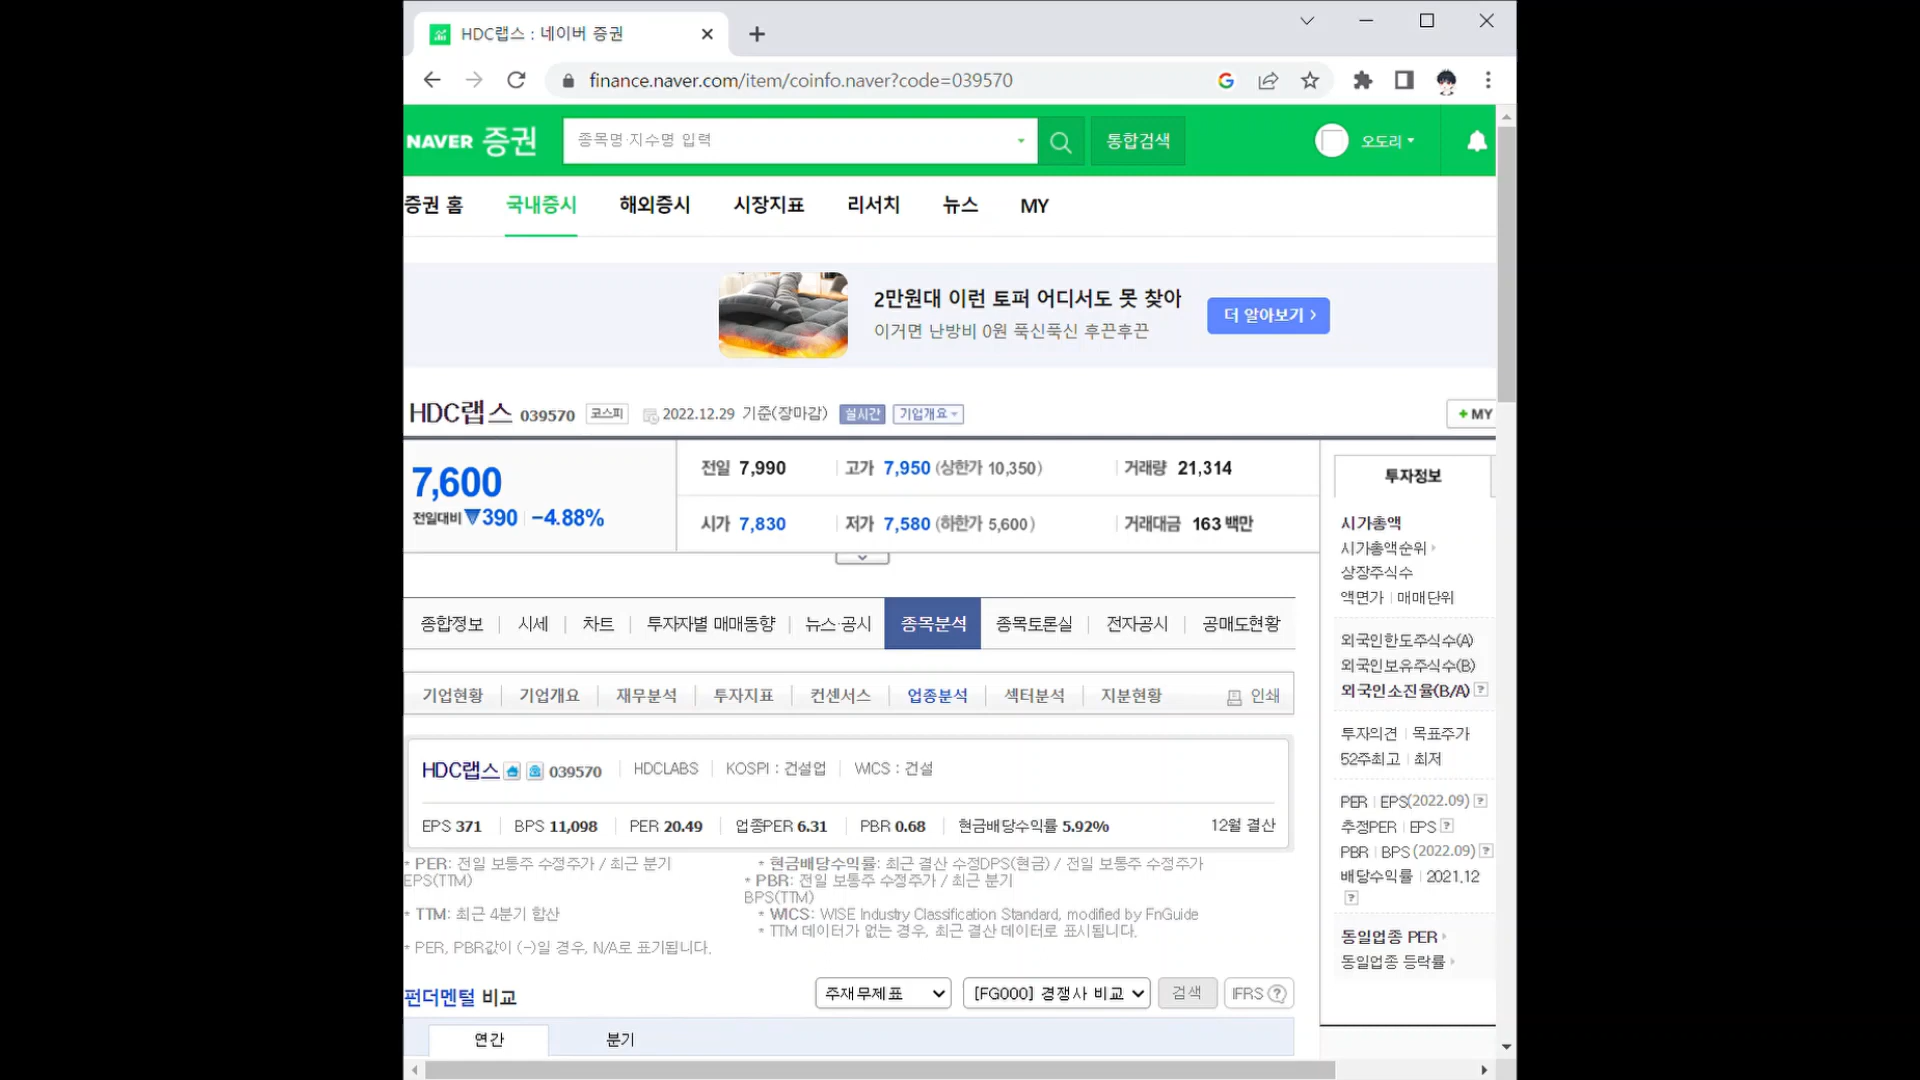 HDC랩스 : 네이버 증권
finance.naver.com/item/coinfo.naver?code=039570
NAVER 증권 종목명·지수명 입력 통합검색 오도리
증권 홈 국내증시 해외증시 시장지표 리서치 뉴스 MY
2만원대 이런 토퍼 어디서도 못 찾아
이거면 난방비 0원 푹신푹신 후끈후끈
더 알아보기 >
HDC랩스 039570 코스피 2022.12.29 기준(장마감) 실시간 기업개요 + MY
7,600
전일대비 ▼390 -4.88%
전일 7,990 고가 7,950 (상한가 10,350) 거래량 21,314
시가 7,830 저가 7,580 (하한가 5,600) 거래대금 163 백만
종합정보 시세 차트 투자자별 매매동향 뉴스·공시 종목분석 종목토론실 전자공시 공매도현황
기업현황 기업개요 재무분석 투자지표 컨센서스 업종분석 섹터분석 지분현황 인쇄
HDC랩스 039570 HDCLABS KOSPI : 건설업 WICS : 건설
EPS 371 BPS 11,098 PER 20.49 업종PER 6.31 PBR 0.68 현금배당수익률 5.92% 12월 결산
* PER: 전일 보통주 수정주가 / 최근 분기
EPS(TTM)
* TTM: 최근 4분기 합산
* PER, PBR값이 (-)일 경우, N/A로 표기됩니다.
* 현금배당수익률: 최근 결산 수정DPS(현금) / 전일 보통주 수정주가
* PBR: 전일 보통주 수정주가 / 최근 분기
BPS(TTM)
* WICS: WISE Industry Classification Standard, modified by FnGuide
* TTM 데이터가 없는 경우, 최근 결산 데이터로 표시됩니다.
펀더멘털 비교 주재무제표 [FG000] 경쟁사 비교 검색 IFRS ?
연간 분기
투자정보
시가총액
시가총액순위
상장주식수
액면가 | 매매단위
외국인한도주식수(A)
외국인보유주식수(B)
외국인소진율(B/A) ?
투자의견 | 목표주가
52주최고 | 최저
PER | EPS(2022.09) ?
추정PER | EPS ?
PBR | BPS (2022.09) ?
배당수익률 | 2021.12
?
동일업종 PER
동일업종 등락률